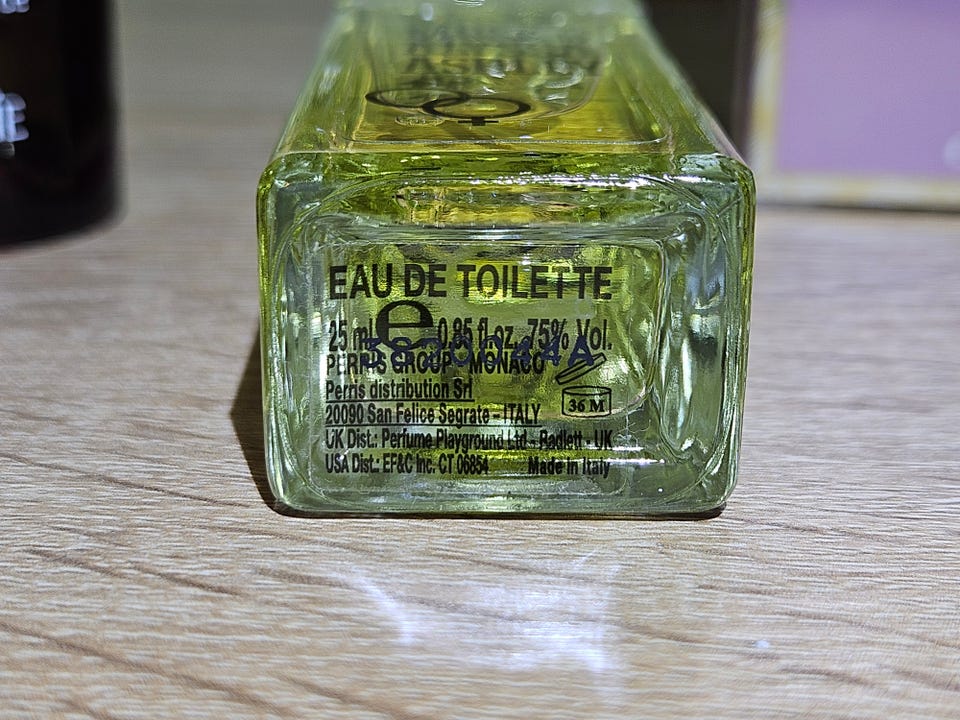 EAU DE TOILETTE
25 ml e 0.85 fl.oz. 75% Vol.
PERRIS GROUP - MONACO
36 M
Perris distribution Srl
20090 San Felice Segrate - ITALY
UK Dist.: Perfume Playground Ltd - Radlett - UK
USA Dist.: EF&C Inc. CT 06854 Made in Italy